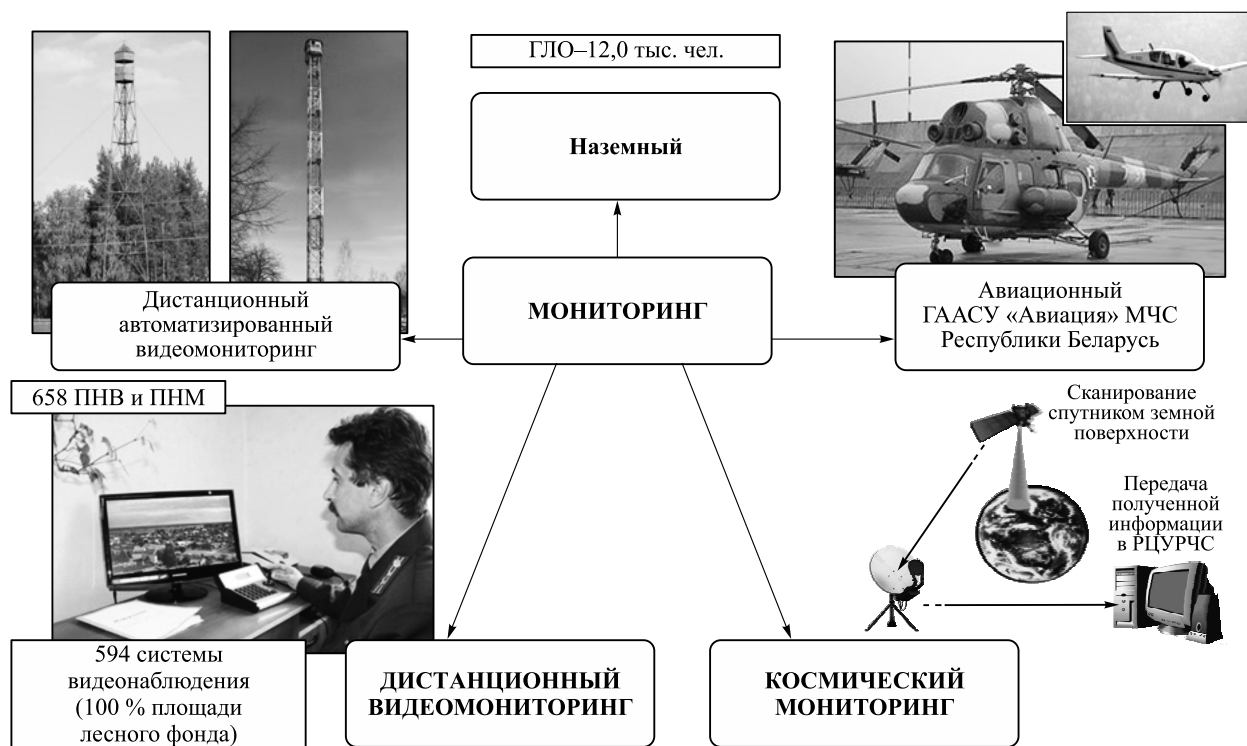 ГЛО–12,0 тыс. чел.
Наземный
МОНИТОРИНГ
Дистанционный
автоматизированный
видеомониторинг
Авиационный
ГААСУ «Авиация» МЧС
Республики Беларусь
658 ПНВ и ПНМ
Сканирование
спутником земной
поверхности
Передача
полученной
информации
в РЦУРЧС
594 системы
видеонаблюдения
(100 % площади
лесного фонда)
ДИСТАНЦИОННЫЙ
ВИДЕОМОНИТОРИНГ
КОСМИЧЕСКИЙ
МОНИТОРИНГ